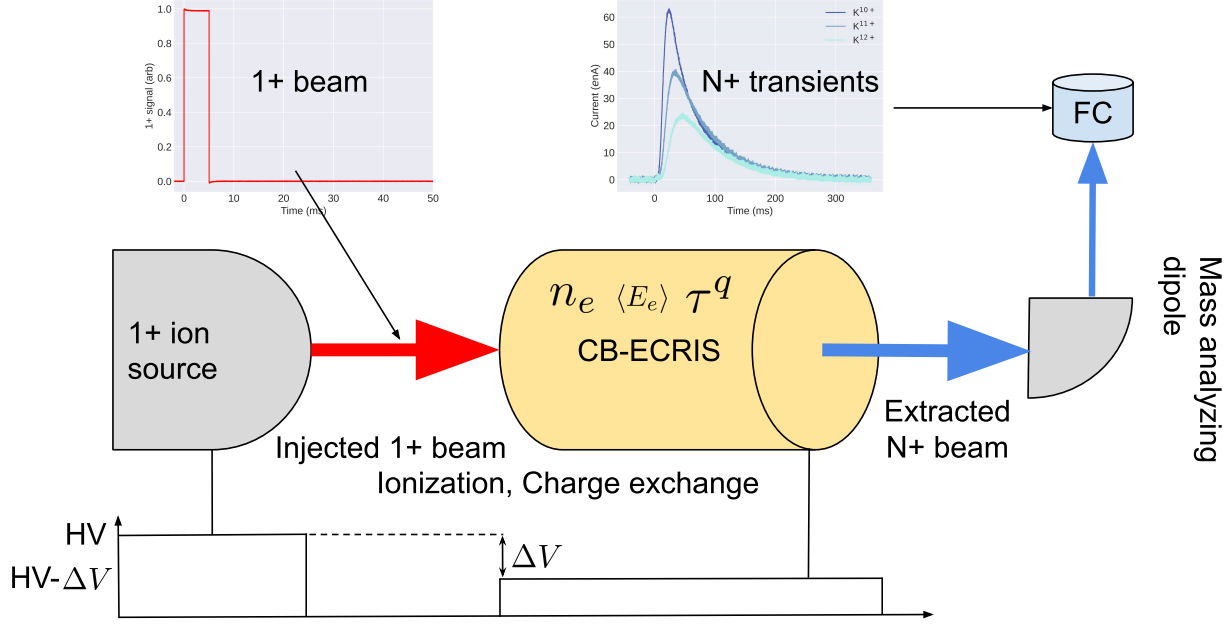 1+ signal (arb)
1.0
0.8
0.6
0.4
0.2
0.0
1+ beam
0
10
20
30
40
50
Time (ms)
Current (enA)
60
50
40
30
20
10
0
K¹⁰⁺
K¹¹⁺
K¹²⁺
N+ transients
0
100
200
300
Time (ms)
FC
1+ ion
source
nₑ ⟨Eₑ⟩ τ^q
CB-ECRIS
Mass analyzing
dipole
Injected 1+ beam
Extracted
N+ beam
Ionization, Charge exchange
HV
HV-ΔV
ΔV